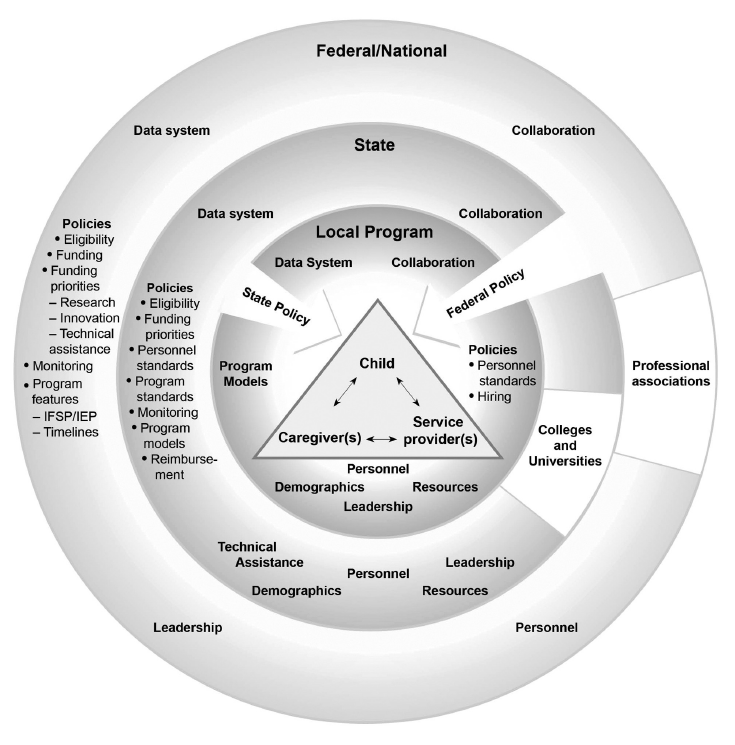 Federal/National
Data system
Collaboration
Policies
• Eligibility
• Funding
• Funding
priorities
– Research
– Innovation
– Technical
assistance
• Monitoring
• Program
features
– IFSP/IEP
– Timelines
Leadership
Personnel
Professional
associations
State
Data system
Collaboration
Policies
• Eligibility
• Funding
priorities
• Personnel
standards
• Program
standards
• Monitoring
• Program
models
• Reimburse-
ment
Technical
Assistance
Demographics
Personnel
Resources
Leadership
Colleges
and
Universities
Local Program
Data System
Collaboration
State Policy
Federal Policy
Program
Models
Policies
• Personnel
standards
• Hiring
Personnel
Demographics
Resources
Leadership
Child
Caregiver(s)
Service
provider(s)